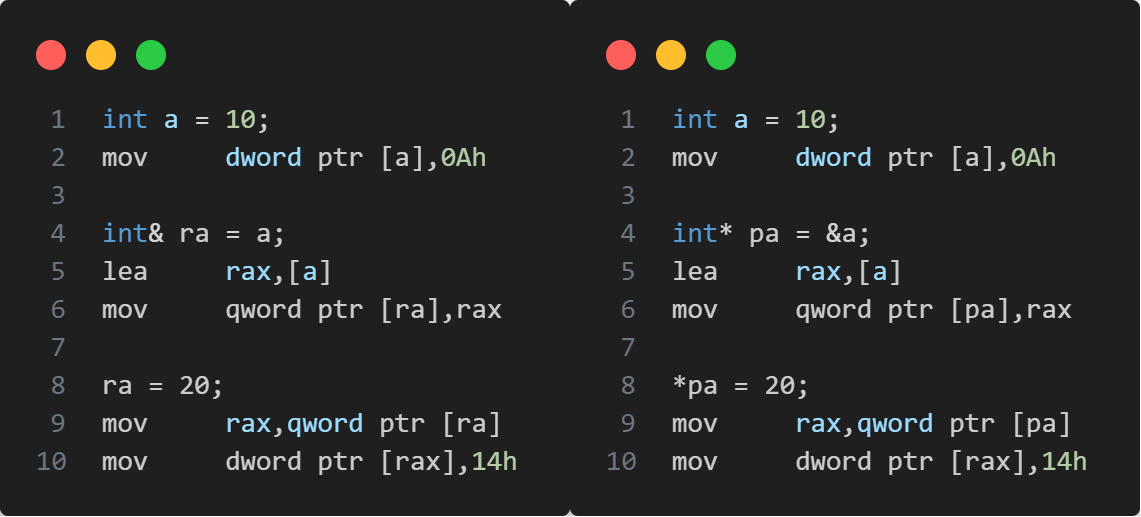 1 int a = 10;
2 mov     dword ptr [a],0Ah
3
4 int& ra = a;
5 lea     rax,[a]
6 mov     qword ptr [ra],rax
7
8 ra = 20;
9 mov     rax,qword ptr [ra]
10 mov     dword ptr [rax],14h
1 int a = 10;
2 mov     dword ptr [a],0Ah
3
4 int* pa = &a;
5 lea     rax,[a]
6 mov     qword ptr [pa],rax
7
8 *pa = 20;
9 mov     rax,qword ptr [pa]
10 mov     dword ptr [rax],14h